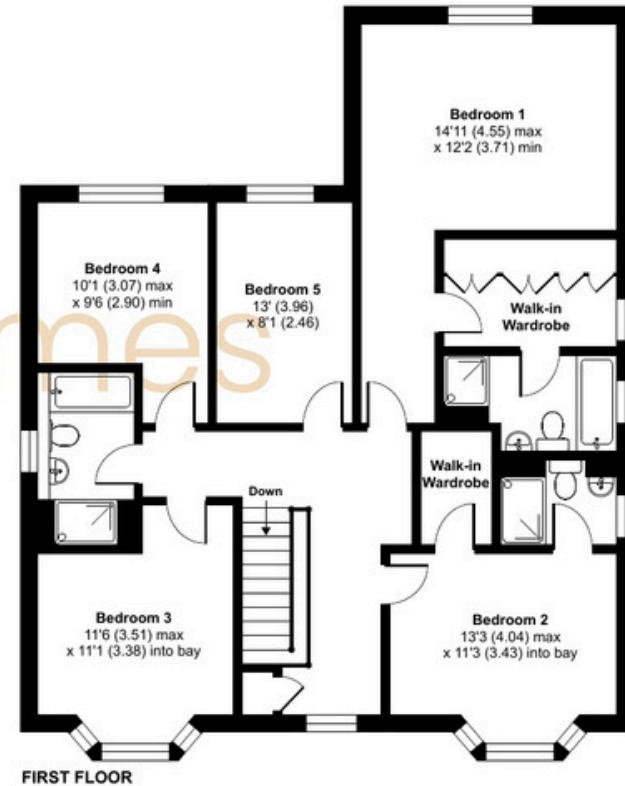 Bedroom 1
14'11 (4.55) max
x 12'2 (3.71) min
Bedroom 4
10'1 (3.07) max
x 9'6 (2.90) min
Bedroom 5
13' (3.96)
x 8'1 (2.46)
Walk-in
Wardrobe
mes
Walk-in
Wardrobe
Down
Bedroom 3
11'6 (3.51) max
x 11'1 (3.38) into bay
Bedroom 2
13'3 (4.04) max
x 11'3 (3.43) into bay
FIRST FLOOR